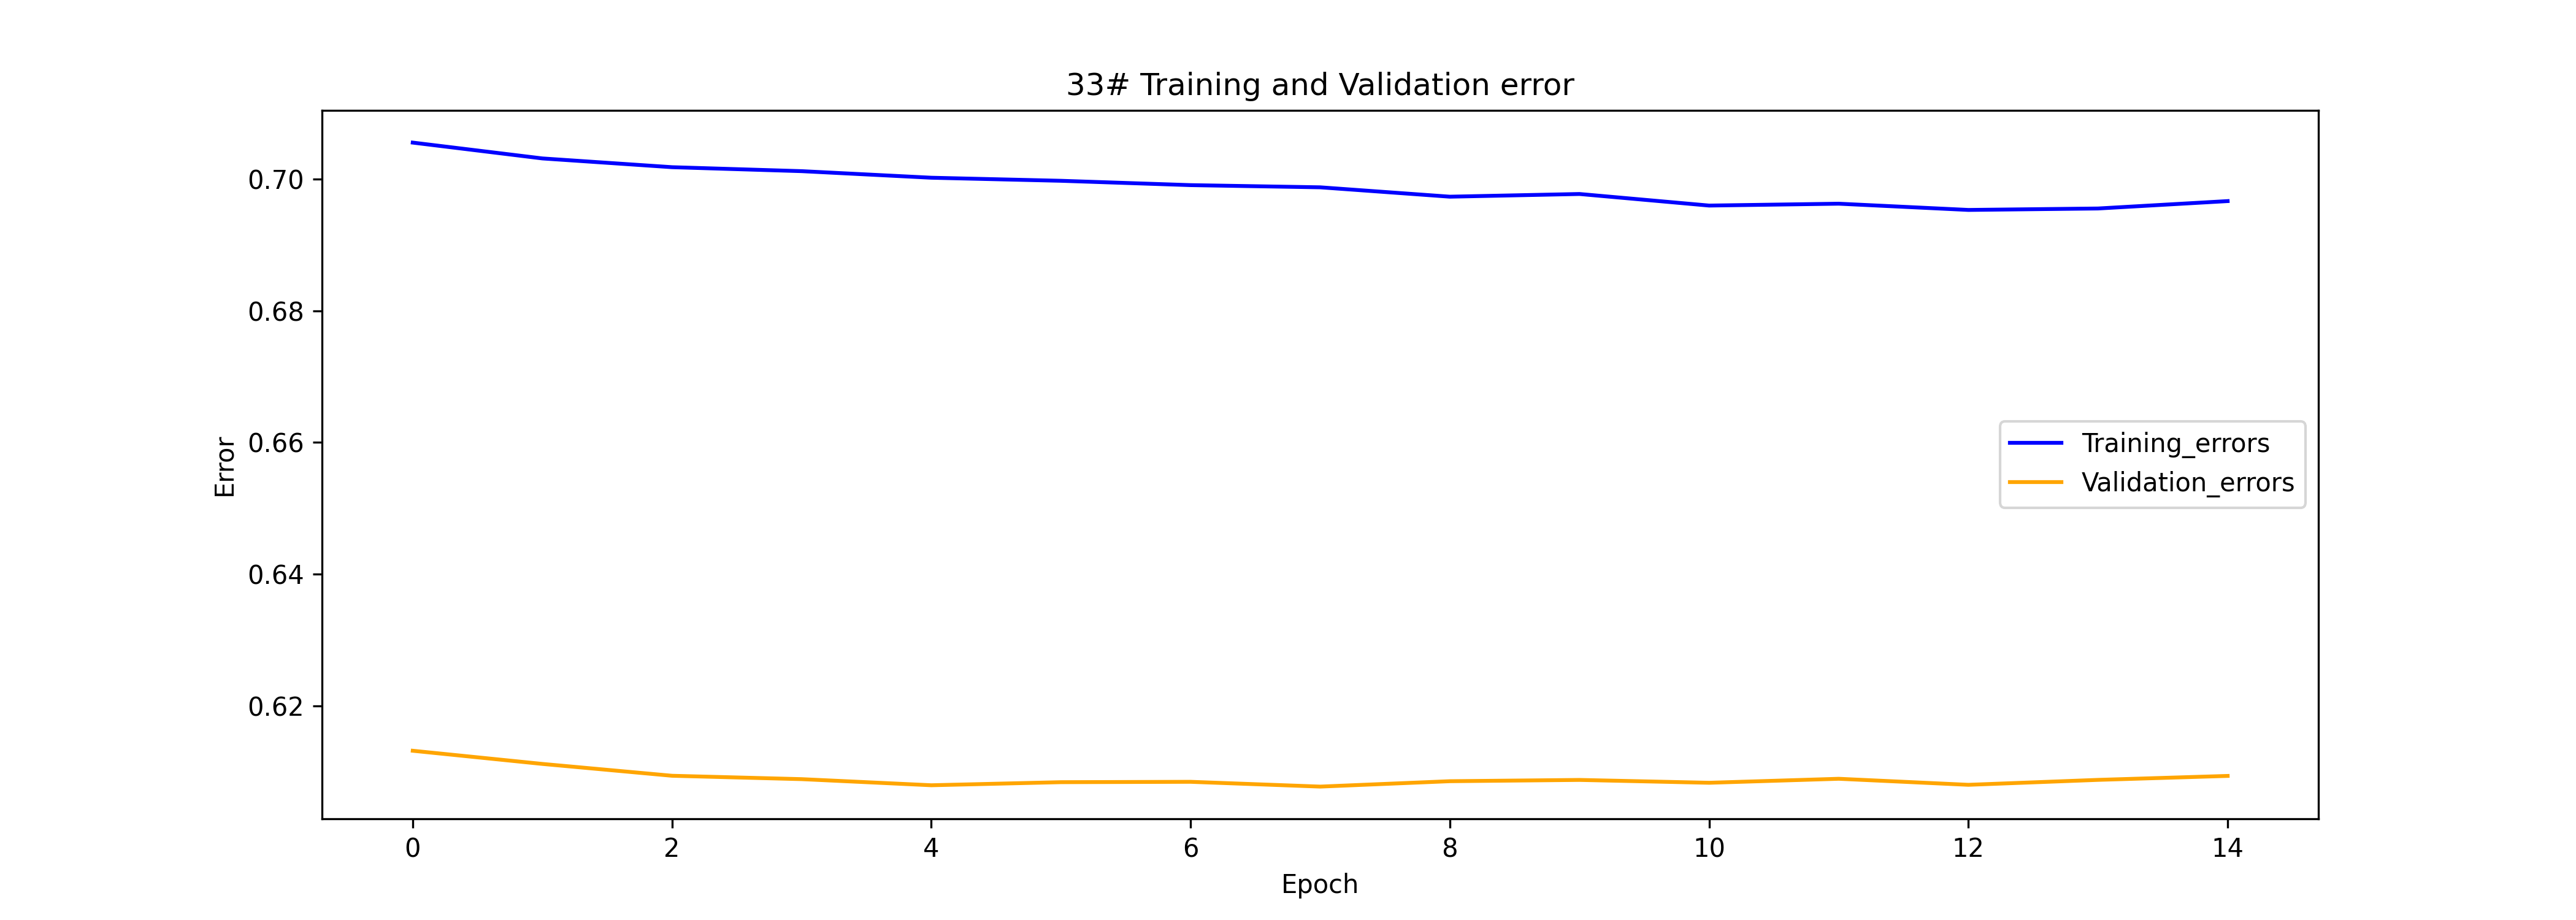 33# Training and Validation error
0.70
0.68
0.66
0.64
0.62
Error
Training_errors
Validation_errors
0 2 4 6 8 10 12 14
Epoch